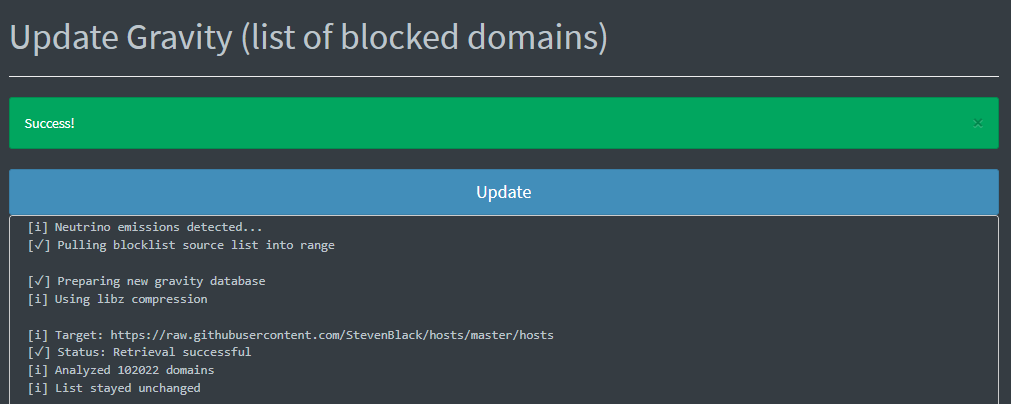 Update Gravity (list of blocked domains)
Success!
×
Update
[i] Neutrino emissions detected...
[✓] Pulling blocklist source list into range
[✓] Preparing new gravity database
[i] Using libz compression
[i] Target: https://raw.githubusercontent.com/StevenBlack/hosts/master/hosts
[✓] Status: Retrieval successful
[i] Analyzed 102022 domains
[i] List stayed unchanged